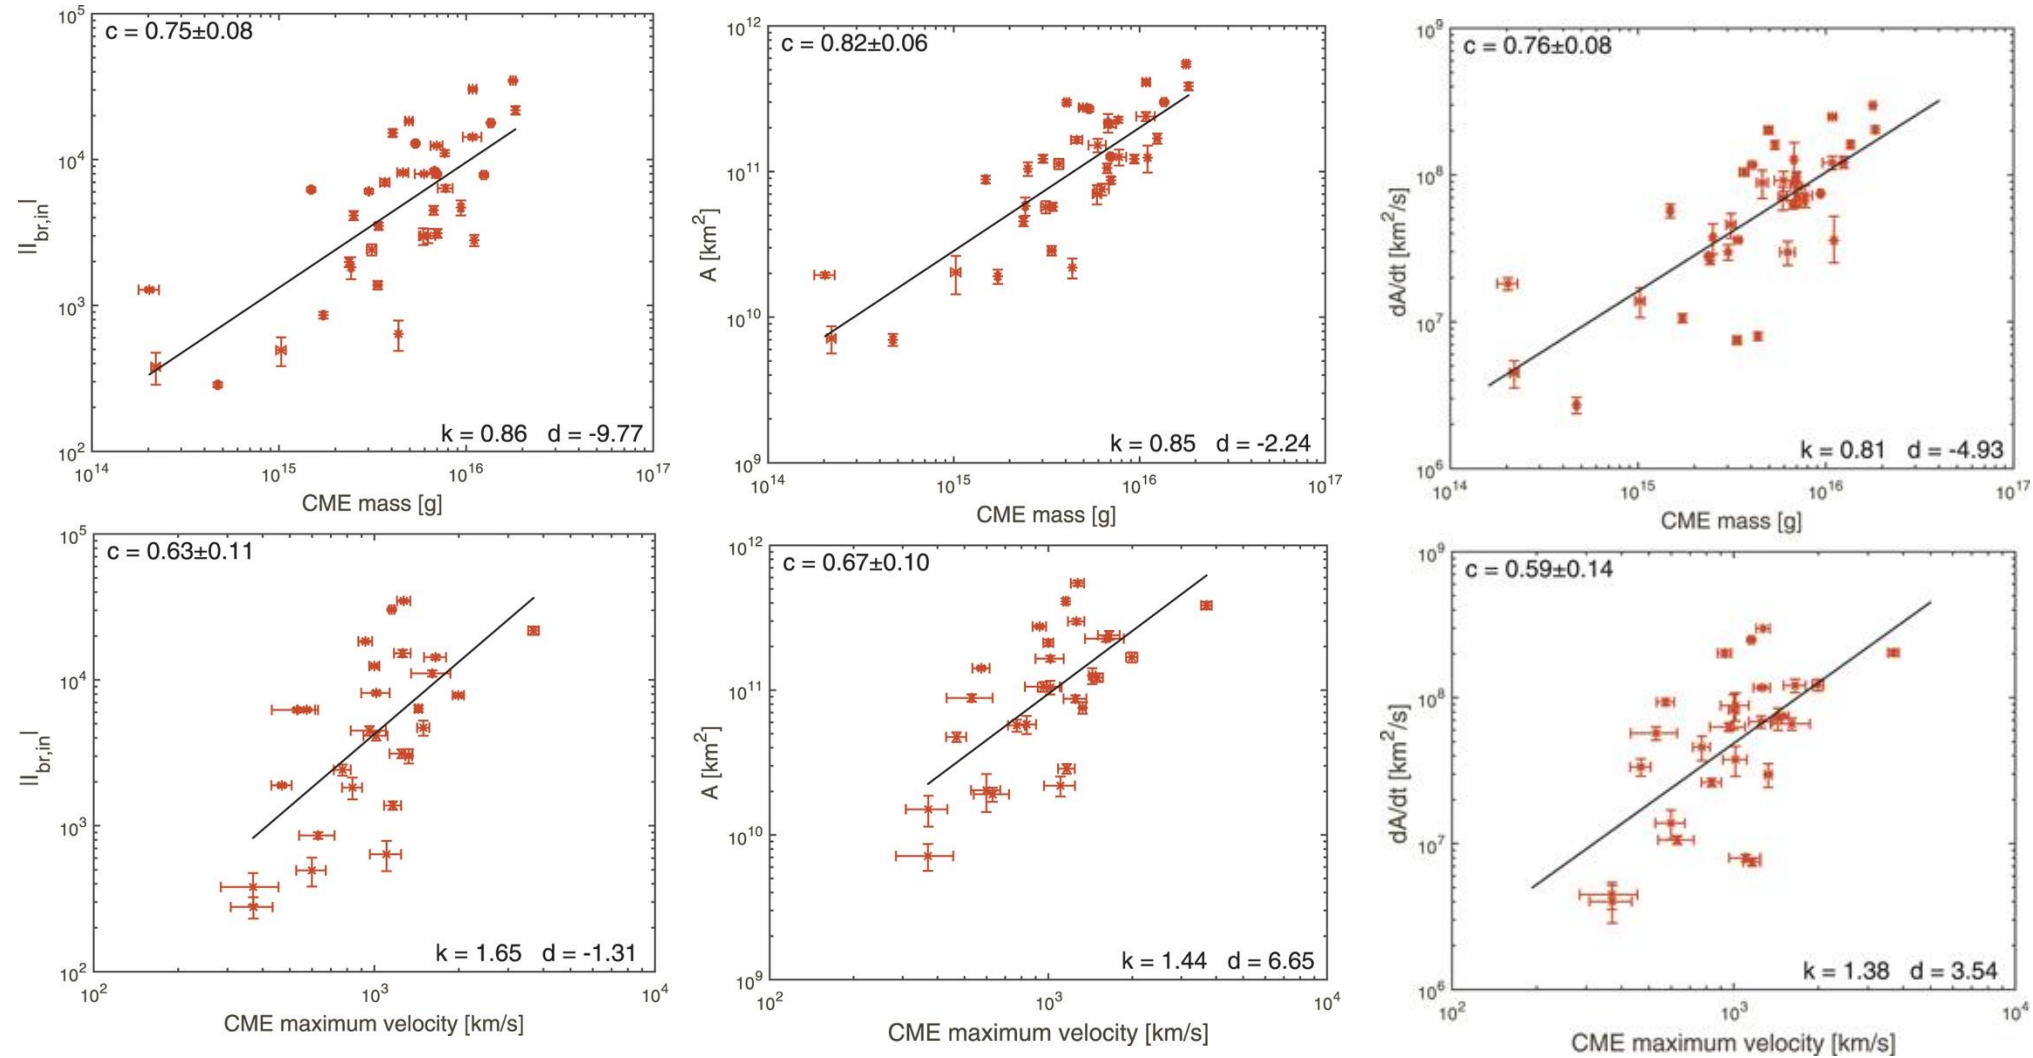 c = 0.75±0.08
10^5
10^4
10^3
10^2
|I_br,in|
k = 0.86 d = -9.77
10^14 10^15 10^16 10^17
CME mass [g]
c = 0.82±0.06
10^12
10^11
10^10
10^9
A [km^2]
k = 0.85 d = -2.24
10^14 10^15 10^16 10^17
CME mass [g]
c = 0.76±0.08
10^9
10^8
10^7
10^6
dA/dt [km^2/s]
k = 0.81 d = -4.93
10^14 10^15 10^16 10^17
CME mass [g]
c = 0.63±0.11
10^5
10^4
10^3
10^2
|I_br,in|
k = 1.65 d = -1.31
10^2 10^3 10^4
CME maximum velocity [km/s]
c = 0.67±0.10
10^12
10^11
10^10
10^9
A [km^2]
k = 1.44 d = 6.65
10^2 10^3 10^4
CME maximum velocity [km/s]
c = 0.59±0.14
10^9
10^8
10^7
10^6
dA/dt [km^2/s]
k = 1.38 d = 3.54
10^2 10^3 10^4
CME maximum velocity [km/s]